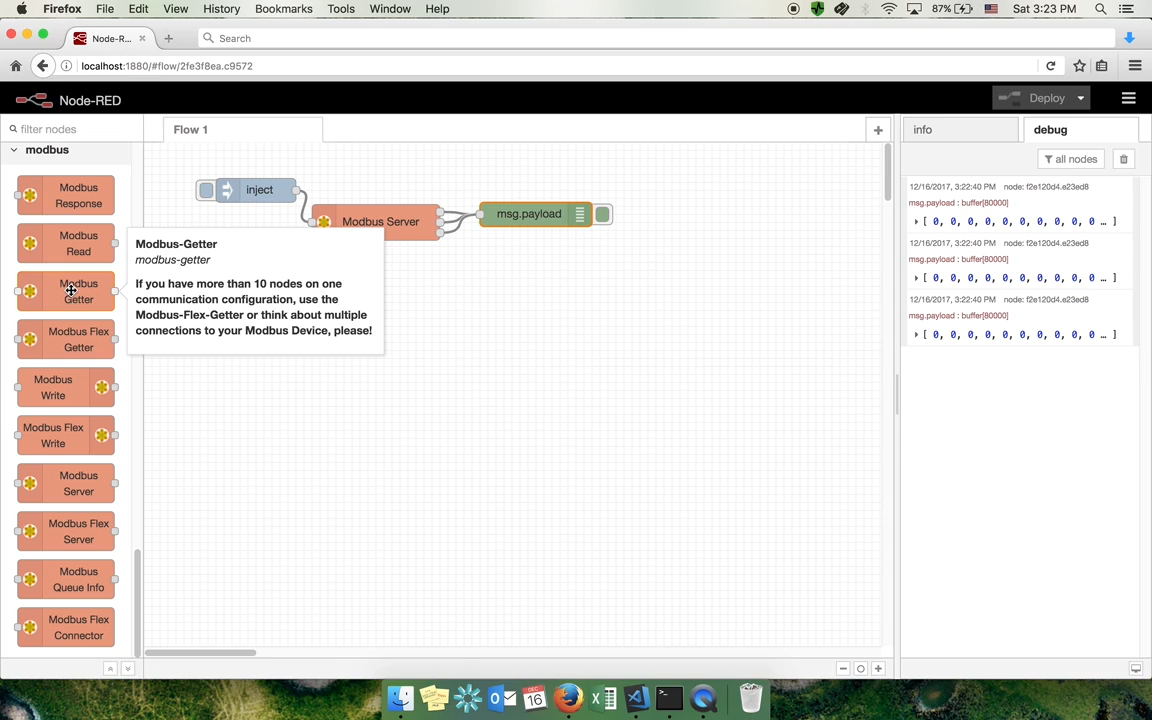 Firefox File Edit View History Bookmarks Tools Window Help 87% Sat 3:23 PM
Node-R...
Search
localhost:1880/#flow/2fe3f8ea.c9572
Node-RED
Deploy
filter nodes
Flow 1
info
debug
modbus
all nodes
Modbus
Response
Modbus
Read
Modbus
Getter
Modbus Flex
Getter
Modbus
Write
Modbus Flex
Write
Modbus
Server
Modbus Flex
Server
Modbus
Queue Info
Modbus Flex
Connector
inject
Modbus Server
msg.payload
Modbus-Getter
modbus-getter
If you have more than 10 nodes on one
communication configuration, use the
Modbus-Flex-Getter or think about multiple
connections to your Modbus Device, please!
12/16/2017, 3:22:40 PM node: f2e120d4.e23ed8
msg.payload : buffer[80000]
[ 0, 0, 0, 0, 0, 0, 0, 0, 0, 0 … ]
12/16/2017, 3:22:40 PM node: f2e120d4.e23ed8
msg.payload : buffer[80000]
[ 0, 0, 0, 0, 0, 0, 0, 0, 0, 0 … ]
12/16/2017, 3:22:40 PM node: f2e120d4.e23ed8
msg.payload : buffer[80000]
[ 0, 0, 0, 0, 0, 0, 0, 0, 0, 0 … ]
DEC
16